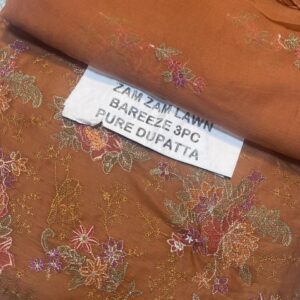 ZAM ZAM LAWN
BAREEZE 3PC
PURE DUPATTA